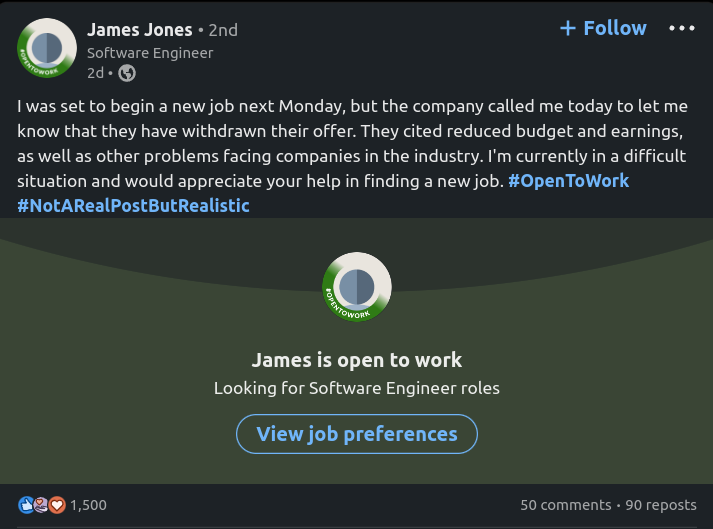 James Jones • 2nd
+ Follow
Software Engineer
2d •
#OPENTOWORK
I was set to begin a new job next Monday, but the company called me today to let me
know that they have withdrawn their offer. They cited reduced budget and earnings,
as well as other problems facing companies in the industry. I'm currently in a difficult
situation and would appreciate your help in finding a new job. #OpenToWork
#NotARealPostButRealistic
#OPENTOWORK
James is open to work
Looking for Software Engineer roles
View job preferences
1,500
50 comments • 90 reposts